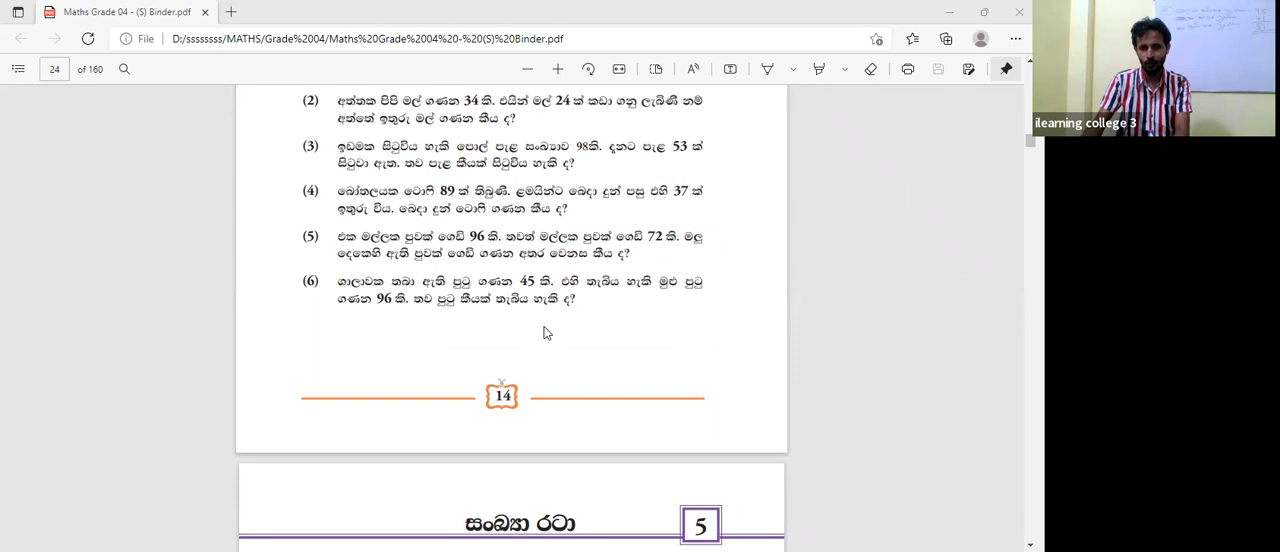 Maths Grade 04 - (S) Binder.pdf
File D:/ssssssss/MATHS/Grade%2004/Maths%20Grade%2004%20-%20(S)%20Binder.pdf
24 of 160
(2) අත්තක පිපි මල් ගණන 34 කි. එයින් මල් 24 ක් කඩා ගනු ලැබිණි නම්
අත්තේ ඉතුරු මල් ගණන කීය ද?
(3) ඉඩමක සිටුවිය හැකි පොල් පැළ සංඛ්‍යාව 98කි. දැනට පැළ 53 ක්
සිටුවා ඇත. තව පැළ කීයක් සිටුවිය හැකි ද?
(4) බෝතලයක ටොෆි 89 ක් තිබුණි. ළමයින්ට බෙදා දුන් පසු එහි 37 ක්
ඉතුරු විය. බෙදා දුන් ටොෆි ගණන කීය ද?
(5) එක මල්ලක පුවක් ගෙඩි 96 කි. තවත් මල්ලක පුවක් ගෙඩි 72 කි. මලු
දෙකෙහි ඇති පුවක් ගෙඩි ගණන අතර වෙනස කීය ද?
(6) ශාලාවක තබා ඇති පුටු ගණන 45 කි. එහි තැබිය හැකි මුළු පුටු
ගණන 96 කි. තව පුටු කීයක් තැබිය හැකි ද?
14
සංඛ්‍යා රටා 5
ilearning college 3